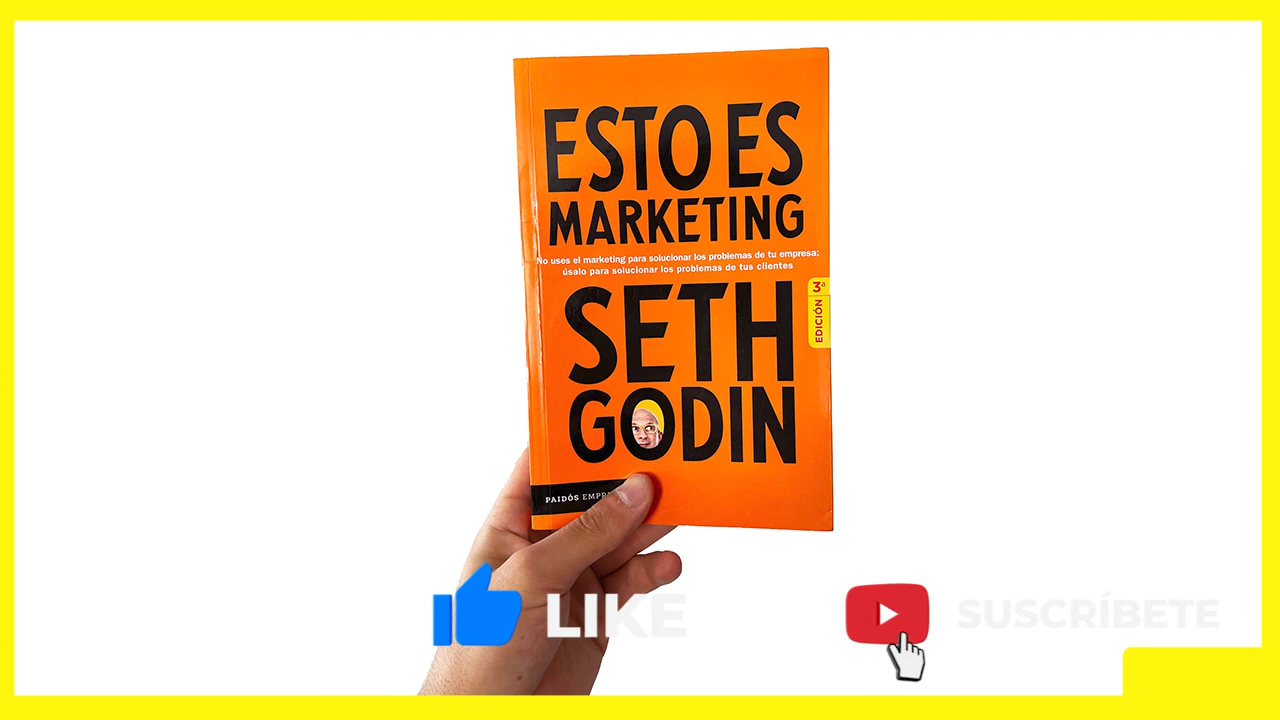 ESTO ES
MARKETING
No uses el marketing para solucionar los problemas de tu empresa:
úsalo para solucionar los problemas de tus clientes
3ª
EDICIÓN
SETH
GODIN
PAIDÓS
LIKE
SUSCRÍBETE